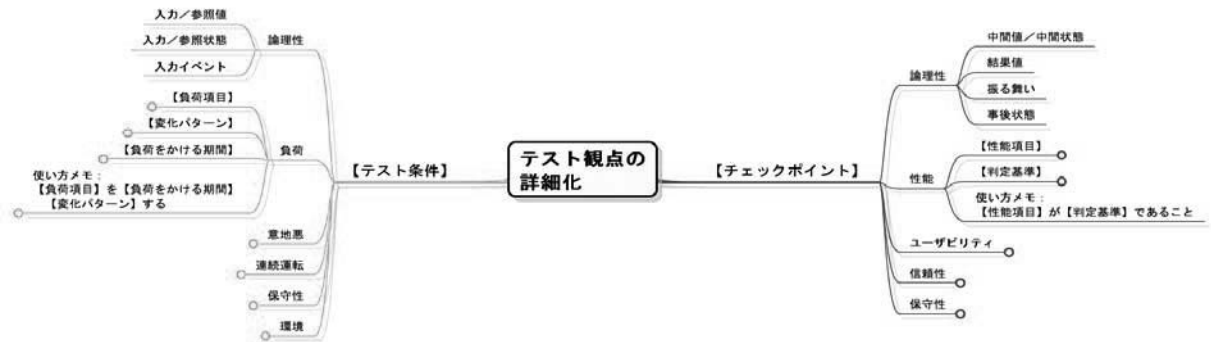 テスト観点の
詳細化
【テスト条件】
論理性
入力／参照値
入力／参照状態
入力イベント
負荷
【負荷項目】
【変化パターン】
【負荷をかける期間】
使い方メモ：
【負荷項目】を【負荷をかける期間】
【変化パターン】する
意地悪
連続運転
保守性
環境
【チェックポイント】
論理性
中間値／中間状態
結果値
振る舞い
事後状態
性能
【性能項目】
【判定基準】
使い方メモ：
【性能項目】が【判定基準】であること
ユーザビリティ
信頼性
保守性